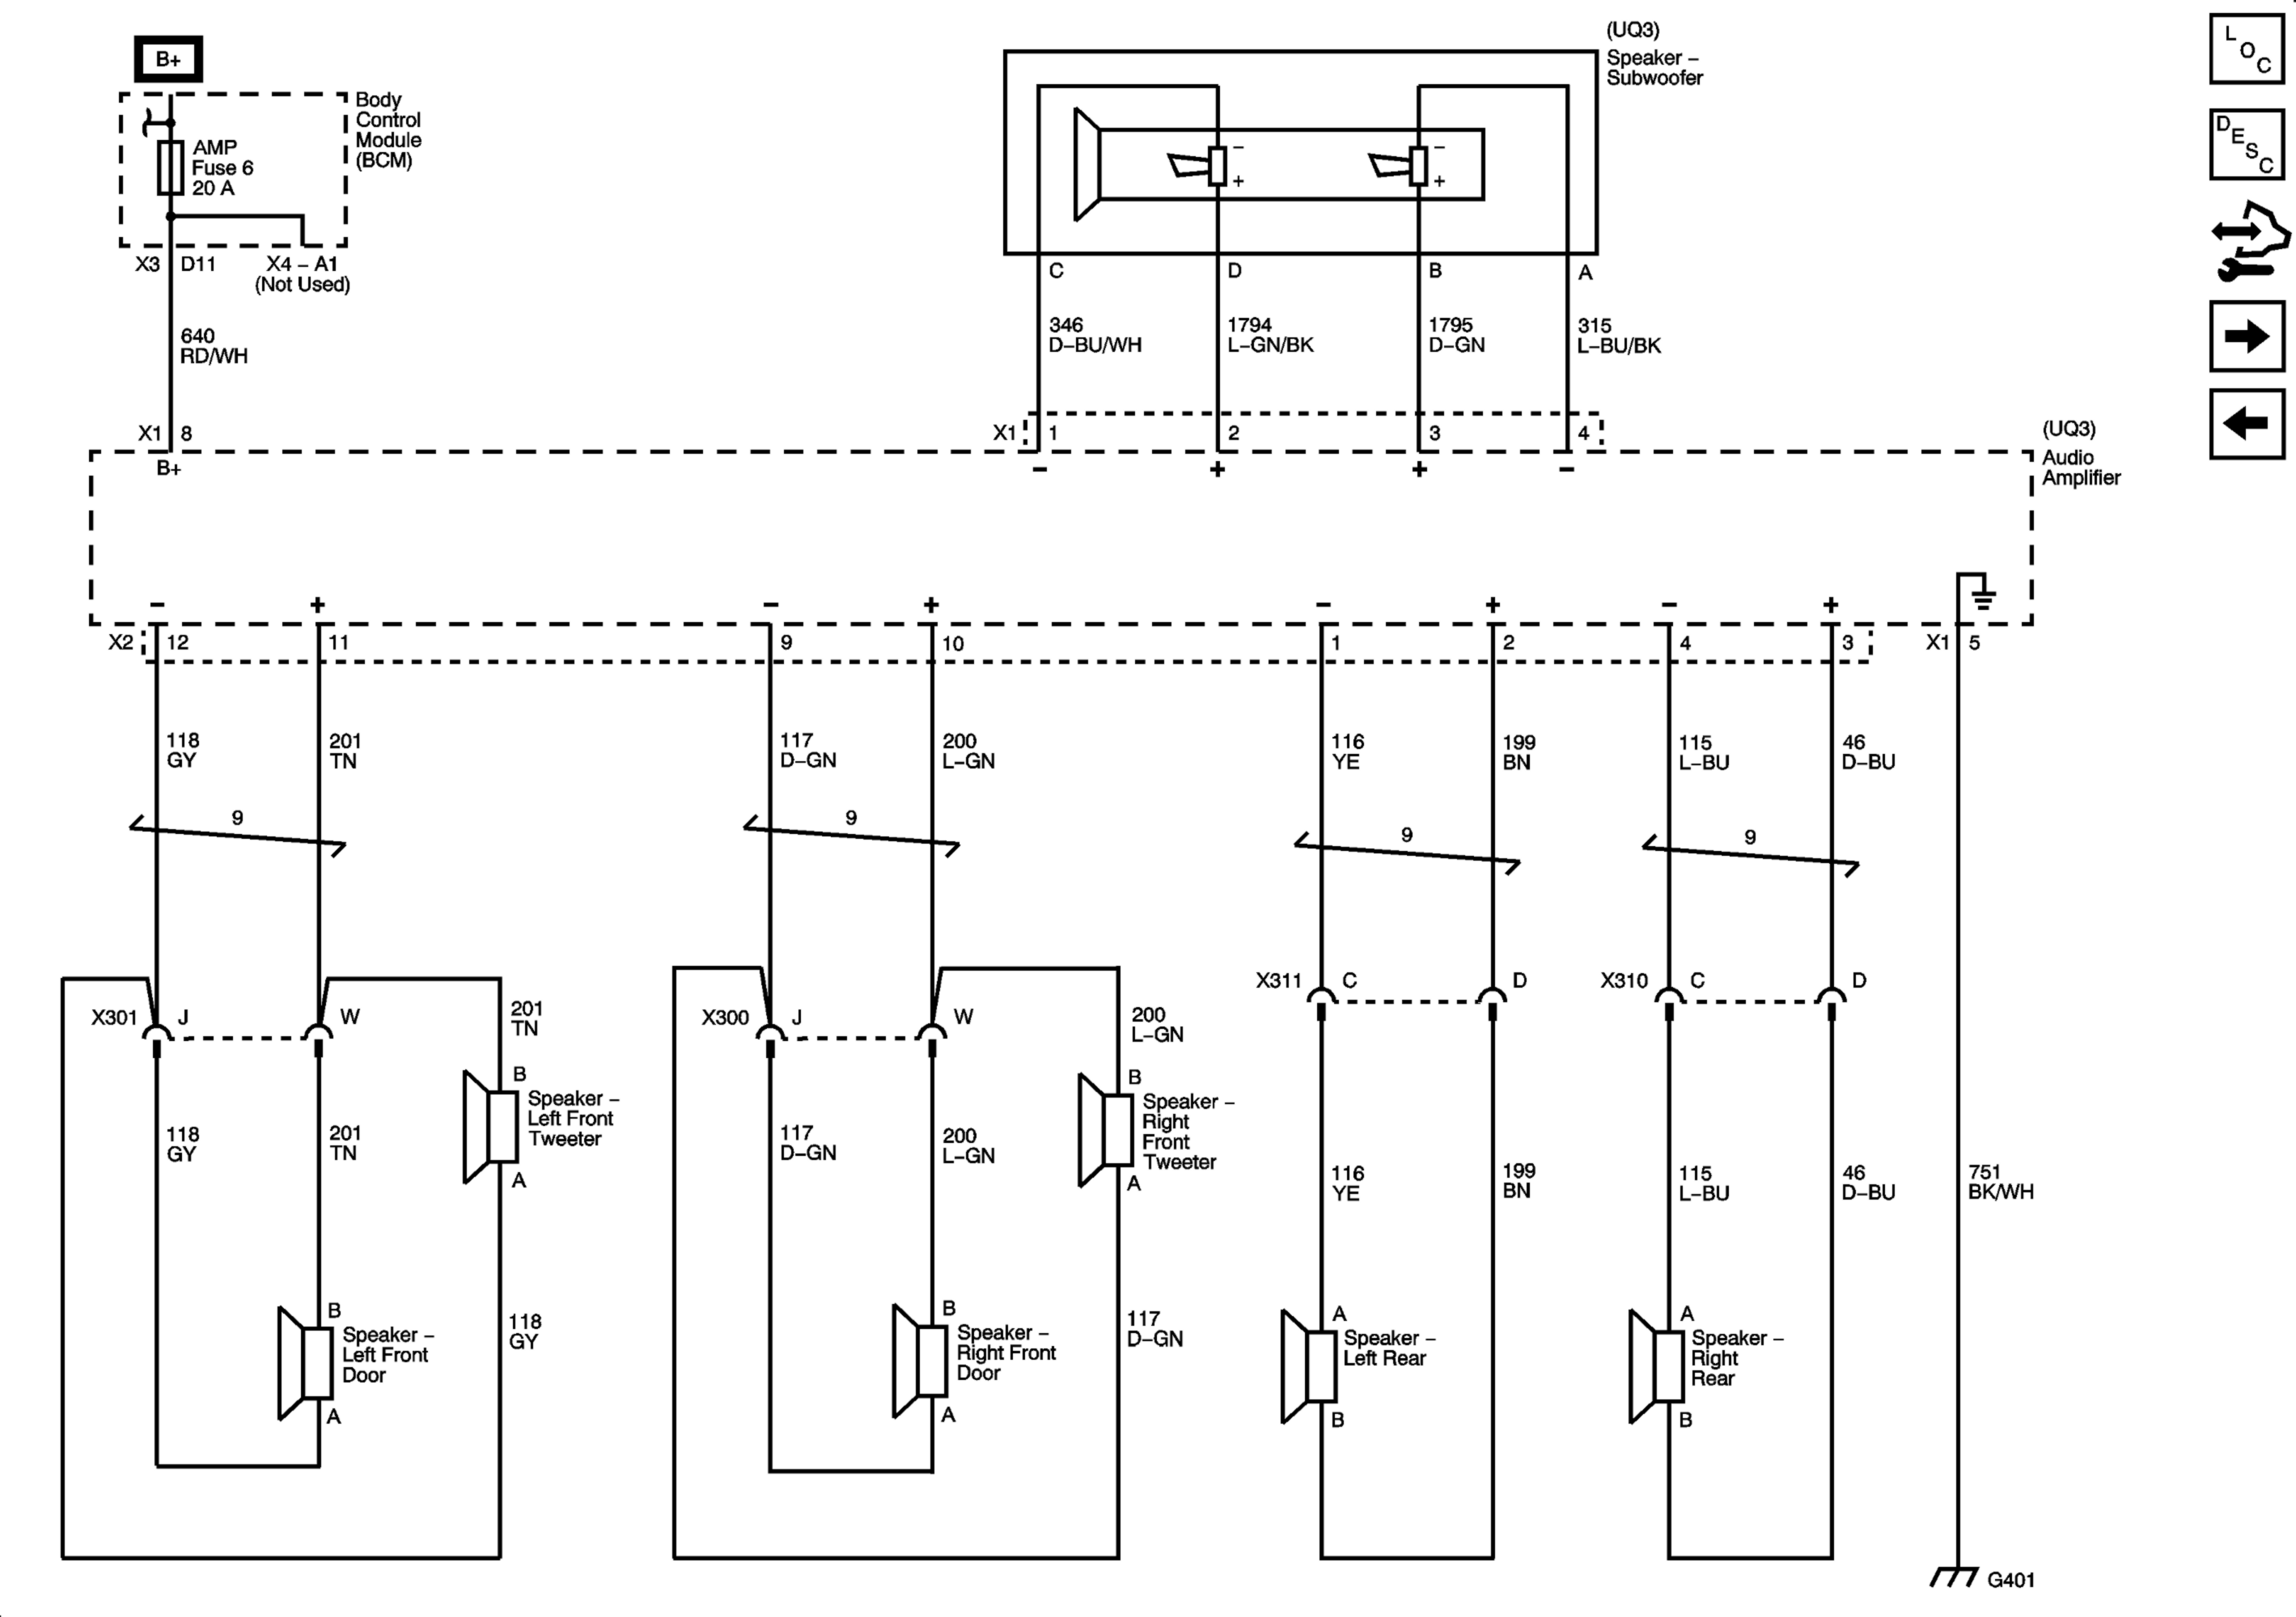 (UQ3)
Speaker –
Subwoofer
L
O
C
B+
Body
Control
Module
(BCM)
AMP
Fuse 6
20 A
D
E
S
C
– –
+ +
X3 D11 X4 – A1
(Not Used)
C D B A
640
RD/WH
346
D–BU/WH
1794
L–GN/BK
1795
D–GN
315
L–BU/BK
X1 8
X1 1 2 3 4
(UQ3)
Audio
Amplifier
B+
– + + –
– + – + – + – +
X2 12 11 9 10 1 2 4 3 X1 5
118
GY
201
TN
117
D–GN
200
L–GN
116
YE
199
BN
115
L–BU
46
D–BU
9 9 9 9
X311 C D X310 C D
X301 J W
201
TN
X300 J W
200
L–GN
B
Speaker –
Left Front
Tweeter
A
B
Speaker –
Right
Front
Tweeter
A
118
GY
201
TN
117
D–GN
200
L–GN
116
YE
199
BN
115
L–BU
46
D–BU
751
BK/WH
B
Speaker –
Left Front
Door
A
118
GY
B
Speaker –
Right Front
Door
A
117
D–GN
A
Speaker –
Left Rear
B
A
Speaker –
Right
Rear
B
G401